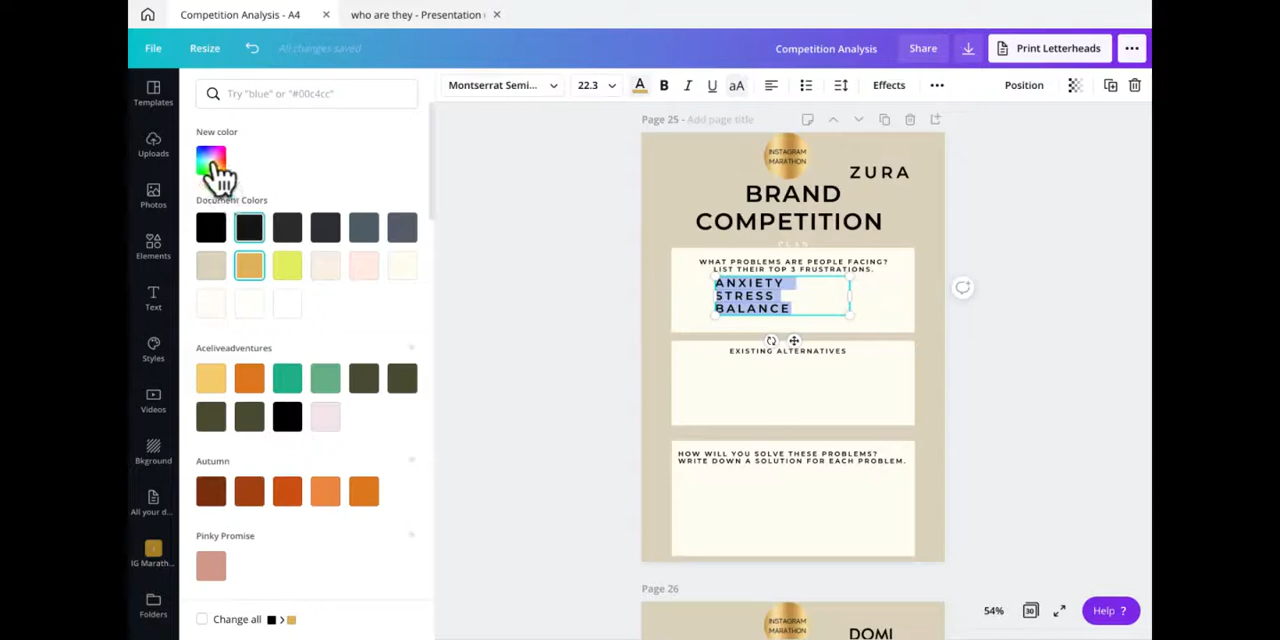 Competition Analysis - A4
who are they - Presentation
File
Resize
All changes saved
Competition Analysis
Share
Print Letterheads
Templates
Uploads
Photos
Elements
Text
Styles
Videos
Bkground
All your d...
IG Marath...
Folders
Try "blue" or "#00c4cc"
New color
Document Colors
Aceliveadventures
Autumn
Pinky Promise
Change all
Montserrat Semi...
22.3
A B I U aA
Effects
Position
Page 25 - Add page title
INSTAGRAM
MARATHON
ZURA
BRAND
COMPETITION
PLAN
WHAT PROBLEMS ARE PEOPLE FACING?
LIST THEIR TOP 3 FRUSTRATIONS.
ANXIETY
STRESS
BALANCE
EXISTING ALTERNATIVES
HOW WILL YOU SOLVE THESE PROBLEMS?
WRITE DOWN A SOLUTION FOR EACH PROBLEM.
Page 26
INSTAGRAM
MARATHON
DOMI
54%
30
Help ?